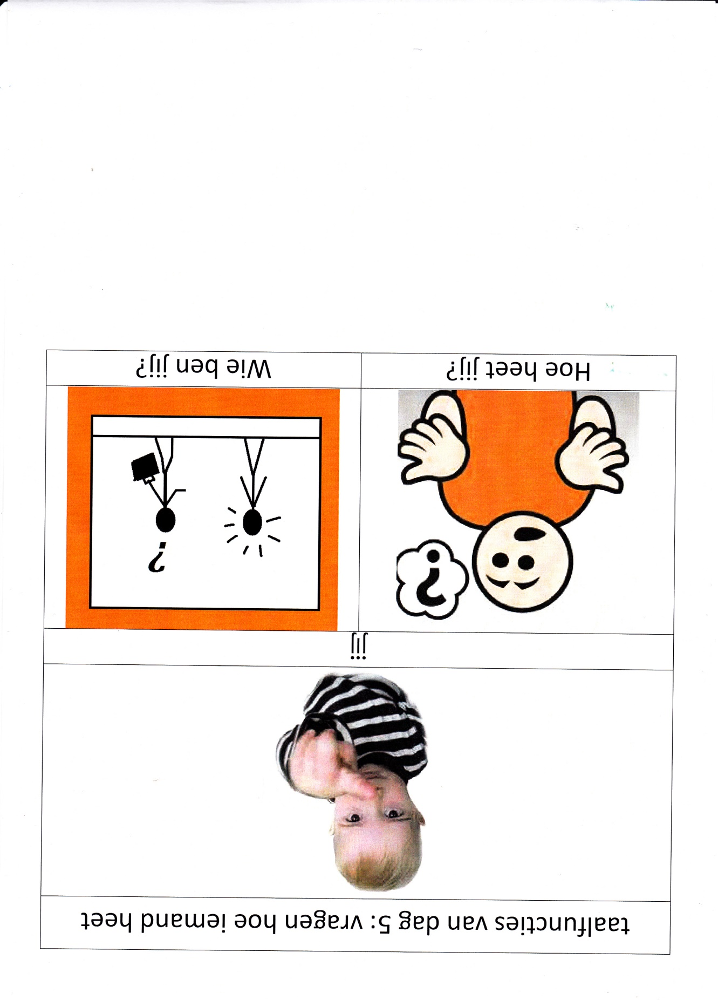 taalfuncties van dag 5: vragen hoe iemand heet
jij
?
?
Hoe heet jij?
Wie ben jij?